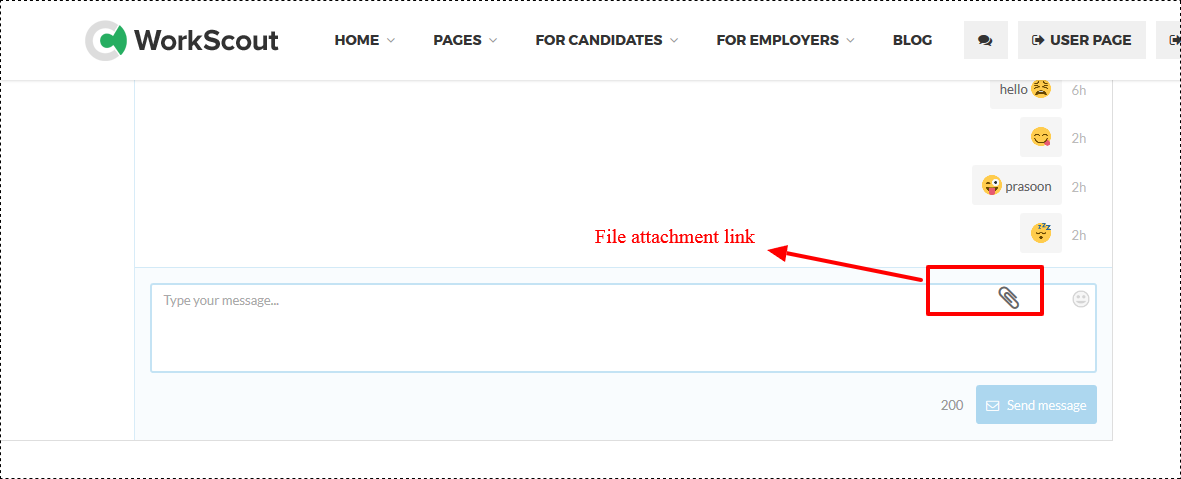 WorkScout
HOME
PAGES
FOR CANDIDATES
FOR EMPLOYERS
BLOG
USER PAGE
hello 6h
2h
prasoon 2h
zzz 2h
File attachment link
Type your message...
200
Send message